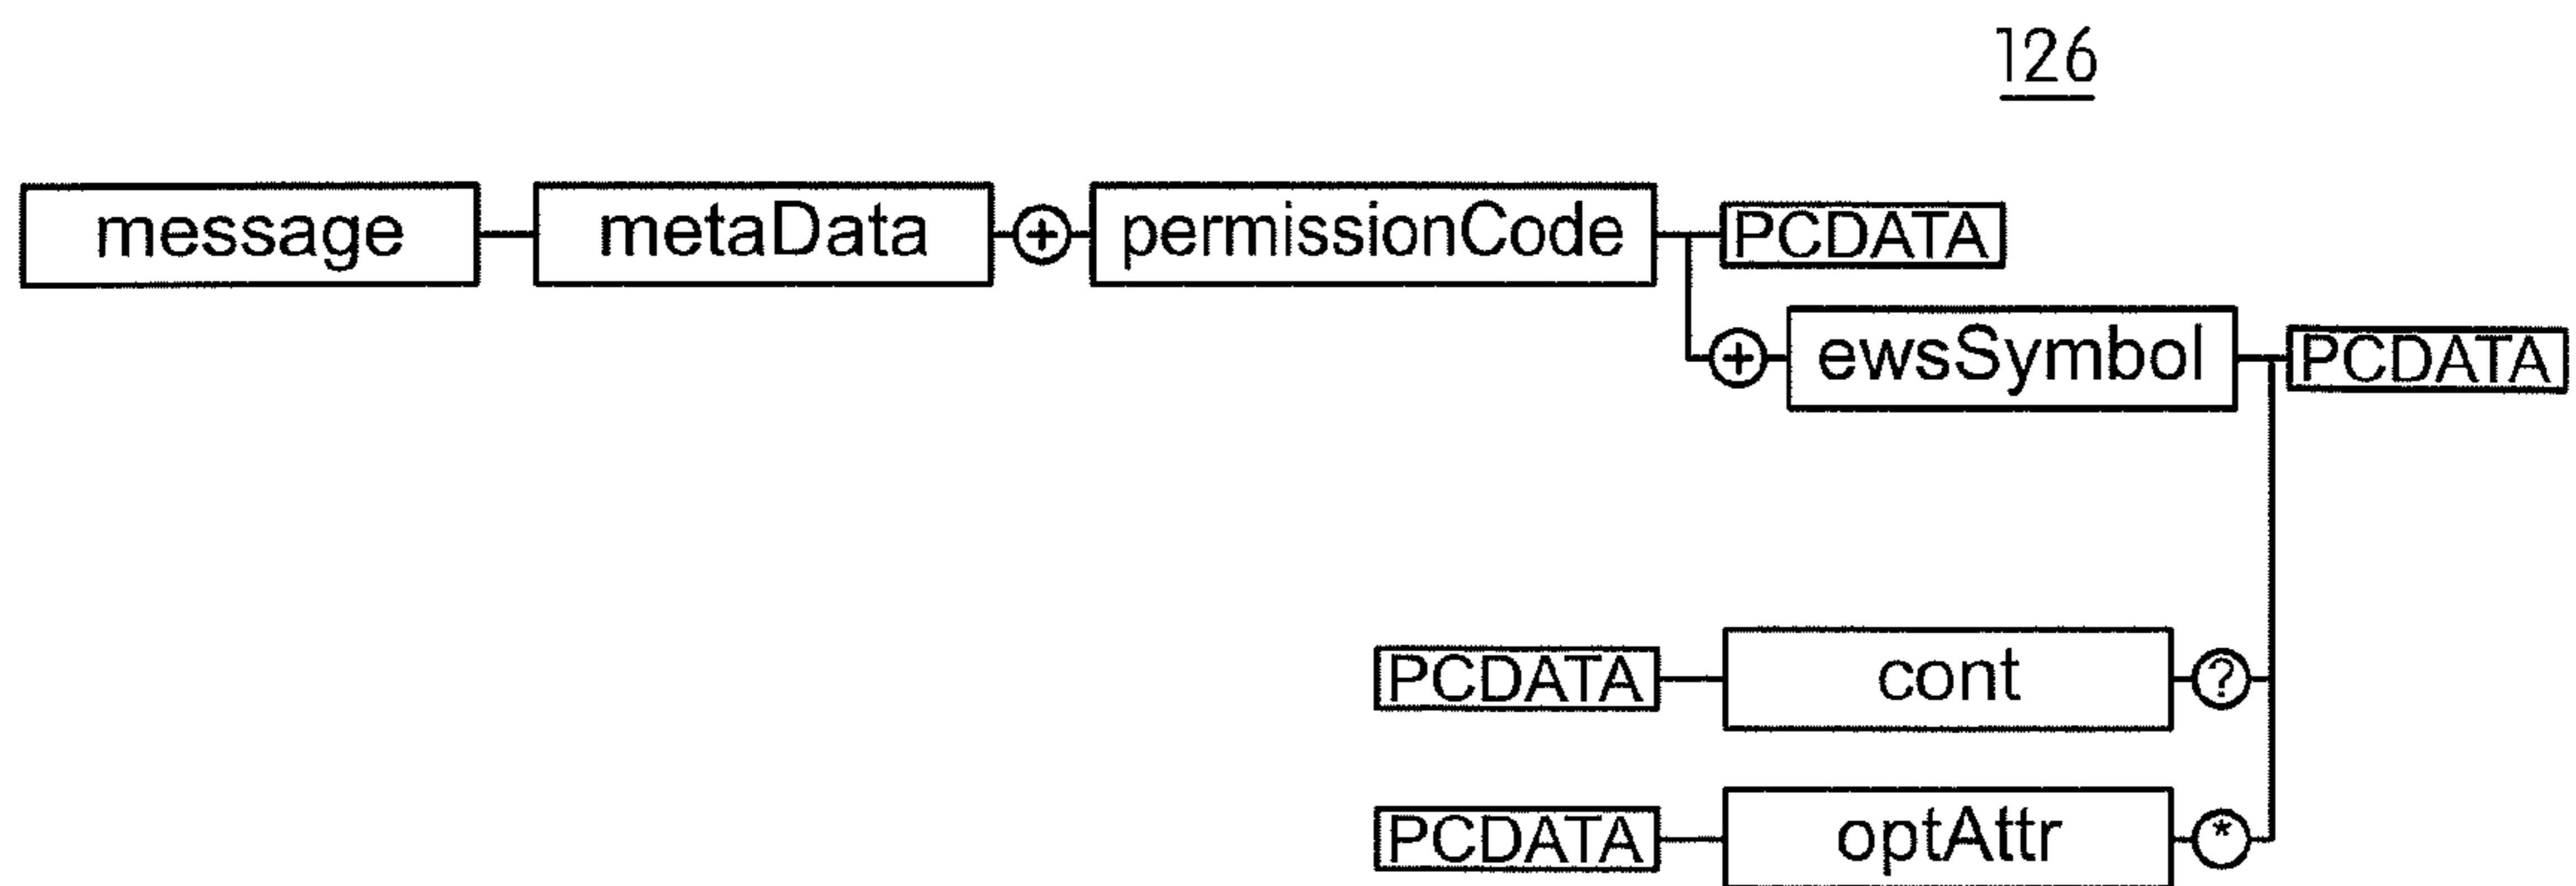 126
message metaData + permissionCode PCDATA
+ ewsSymbol PCDATA
PCDATA cont ?
PCDATA optAttr *